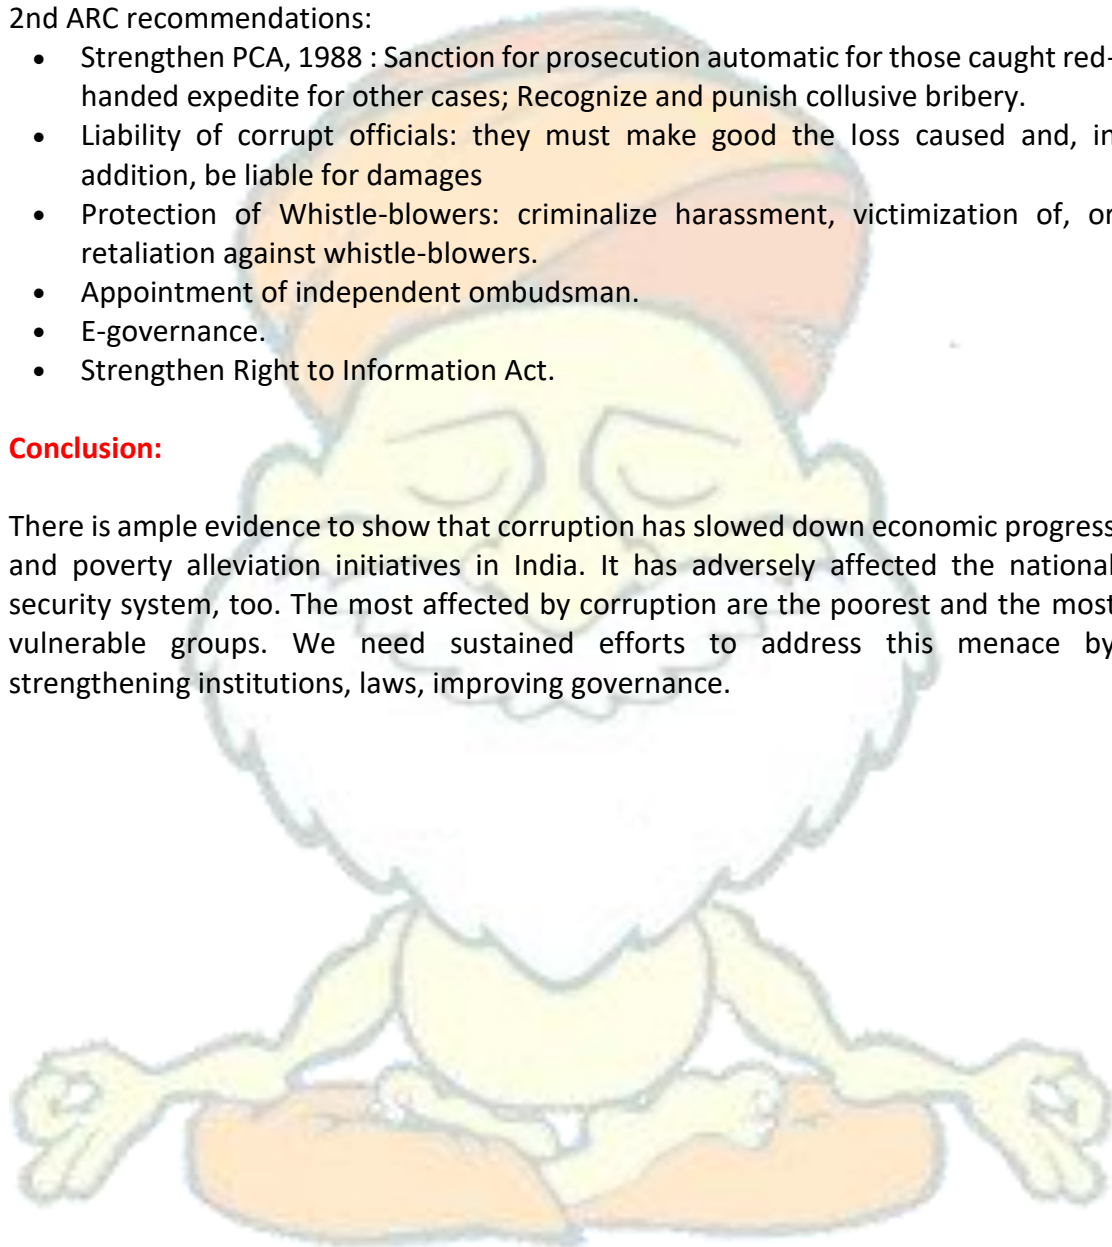 2nd ARC recommendations:
• Strengthen PCA, 1988 : Sanction for prosecution automatic for those caught red-
handed expedite for other cases; Recognize and punish collusive bribery.
• Liability of corrupt officials: they must make good the loss caused and, in
addition, be liable for damages
• Protection of Whistle-blowers: criminalize harassment, victimization of, or
retaliation against whistle-blowers.
• Appointment of independent ombudsman.
• E-governance.
• Strengthen Right to Information Act.
Conclusion:
There is ample evidence to show that corruption has slowed down economic progress
and poverty alleviation initiatives in India. It has adversely affected the national
security system, too. The most affected by corruption are the poorest and the most
vulnerable groups. We need sustained efforts to address this menace by
strengthening institutions, laws, improving governance.